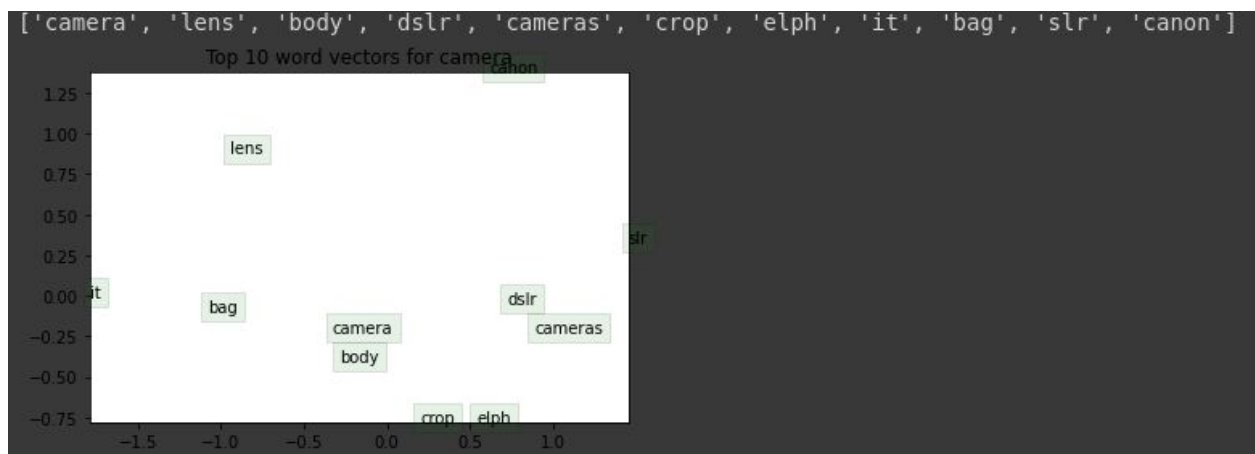 ['camera', 'lens', 'body', 'dslr', 'cameras', 'crop', 'elph', 'it', 'bag', 'slr', 'canon']
Top 10 word vectors for camera
canon
1.25
1.00
lens
0.75
0.50
0.25
slr
0.00
it
bag
dslr
−0.25
camera
cameras
body
−0.50
−0.75
crop
elph
−1.5 −1.0 −0.5 0.0 0.5 1.0